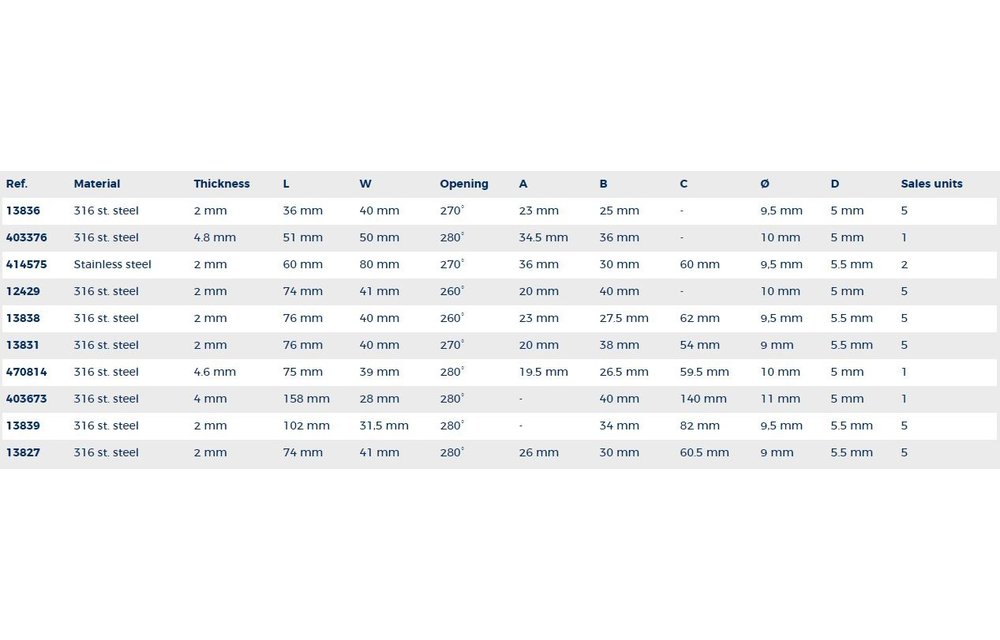 Ref. Material Thickness L W Opening A B C Ø D Sales units
13836 316 st. steel 2 mm 36 mm 40 mm 270° 23 mm 25 mm - 9,5 mm 5 mm 5
403376 316 st. steel 4.8 mm 51 mm 50 mm 280° 34.5 mm 36 mm - 10 mm 5 mm 1
414575 Stainless steel 2 mm 60 mm 80 mm 270° 36 mm 30 mm 60 mm 9,5 mm 5.5 mm 2
12429 316 st. steel 2 mm 74 mm 41 mm 260° 20 mm 40 mm - 10 mm 5 mm 5
13838 316 st. steel 2 mm 76 mm 40 mm 260° 23 mm 27.5 mm 62 mm 9,5 mm 5.5 mm 5
13831 316 st. steel 2 mm 76 mm 40 mm 270° 20 mm 38 mm 54 mm 9 mm 5.5 mm 5
470814 316 st. steel 4.6 mm 75 mm 39 mm 280° 19.5 mm 26.5 mm 59.5 mm 10 mm 5 mm 1
403673 316 st. steel 4 mm 158 mm 28 mm 280° - 40 mm 140 mm 11 mm 5 mm 1
13839 316 st. steel 2 mm 102 mm 31.5 mm 280° - 34 mm 82 mm 9,5 mm 5.5 mm 5
13827 316 st. steel 2 mm 74 mm 41 mm 280° 26 mm 30 mm 60.5 mm 9 mm 5.5 mm 5